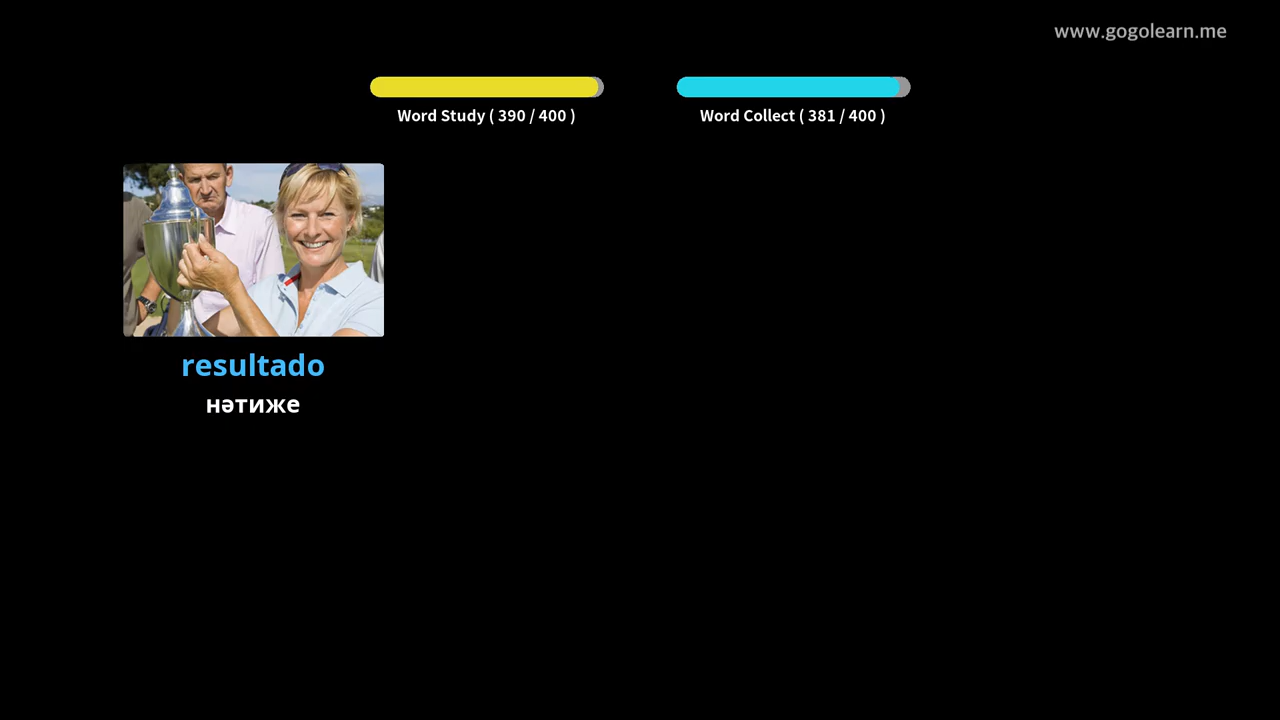 www.gogolearn.me
Word Study ( 390 / 400 )
Word Collect ( 381 / 400 )
resultado
нәтиже